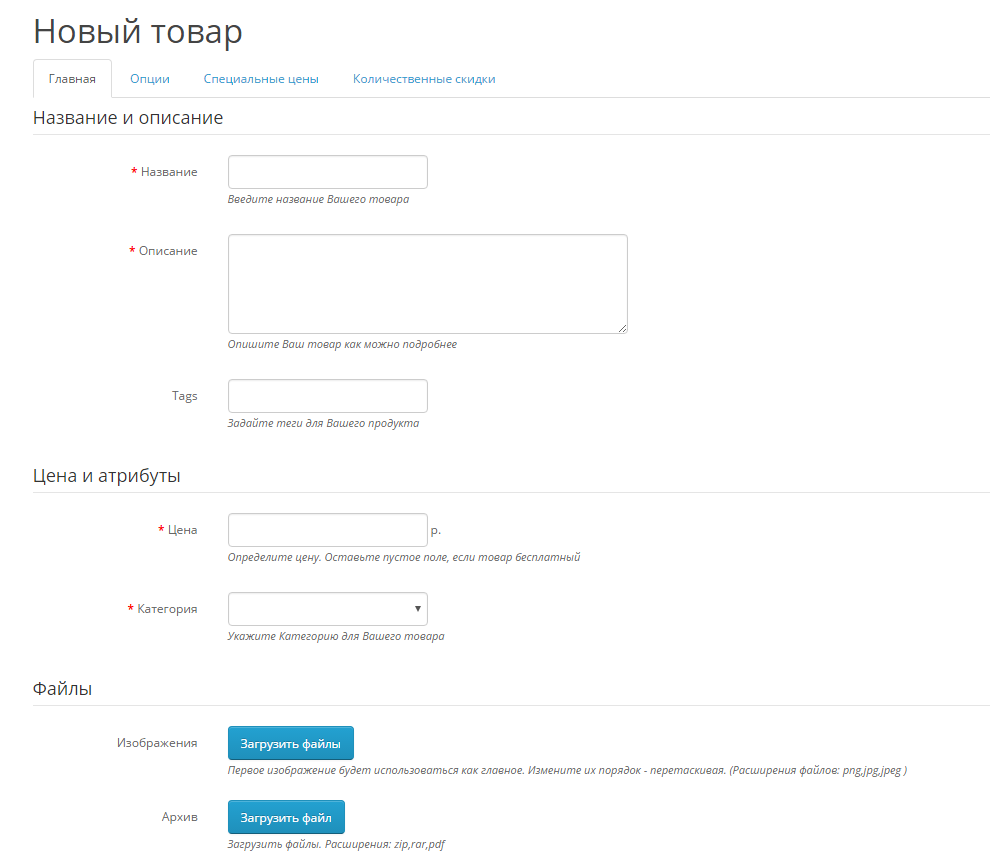 Новый товар
Главная Опции Специальные цены Количественные скидки
Название и описание
* Название
Введите название Вашего товара
* Описание
Опишите Ваш товар как можно подробнее
Tags
Задайте теги для Вашего продукта
Цена и атрибуты
* Цена р.
Определите цену. Оставьте пустое поле, если товар бесплатный
* Категория
Укажите Категорию для Вашего товара
Файлы
Изображения Загрузить файлы
Первое изображение будет использоваться как главное. Измените их порядок - перетаскивая. (Расширения файлов: png,jpg,jpeg )
Архив Загрузить файл
Загрузить файлы. Расширения: zip,rar,pdf